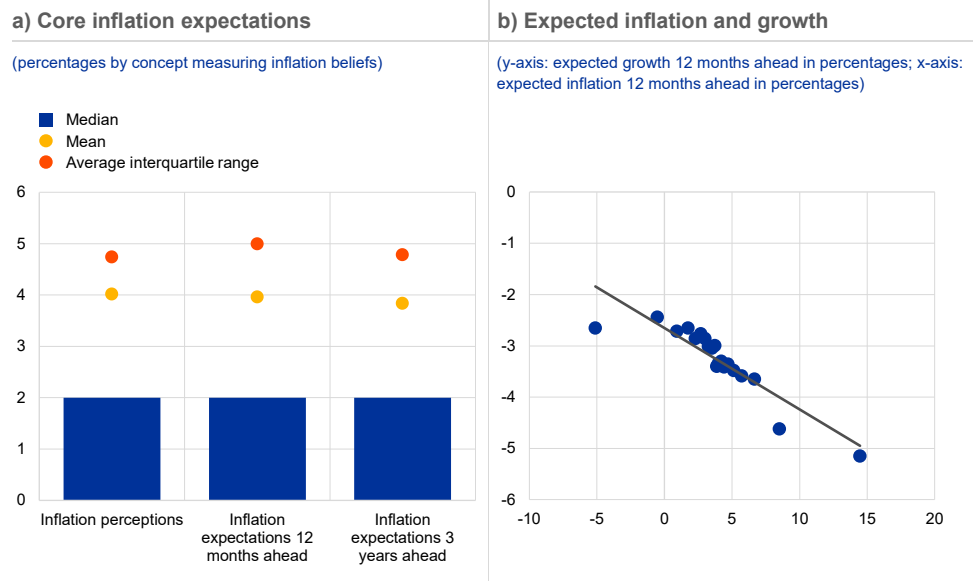 a) Core inflation expectations
(percentages by concept measuring inflation beliefs)
Median
Mean
Average interquartile range
6
5
4
3
2
1
0
Inflation perceptions
Inflation
expectations 12
months ahead
Inflation
expectations 3
years ahead
b) Expected inflation and growth
(y-axis: expected growth 12 months ahead in percentages; x-axis:
expected inflation 12 months ahead in percentages)
0
-1
-2
-3
-4
-5
-6
-10 -5 0 5 10 15 20